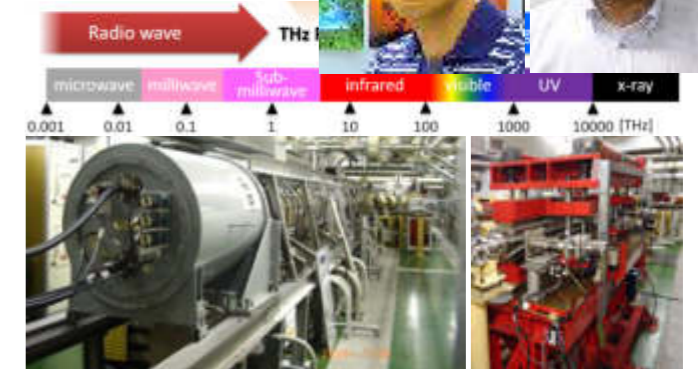 Radio wave
THz
microwave milliwave Sub-milliwave infrared visible UV x-ray
0.001 0.01 0.1 1 10 100 1000 10000 [THz]